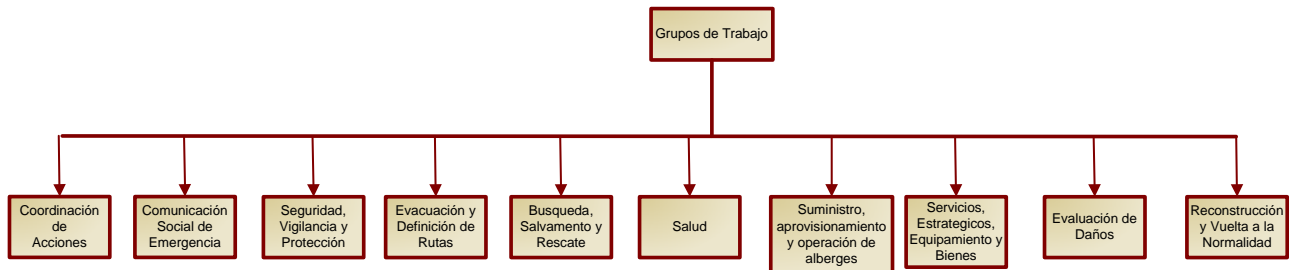 Grupos de Trabajo
Coordinación
de
Acciones
Comunicación
Social de
Emergencia
Seguridad,
Vigilancia y
Protección
Evacuación y
Definición de
Rutas
Busqueda,
Salvamento y
Rescate
Salud
Suministro,
aprovisionamiento
y operación de
alberges
Servicios,
Estrategicos,
Equipamiento y
Bienes
Evaluación de
Daños
Reconstrucción
y Vuelta a la
Normalidad